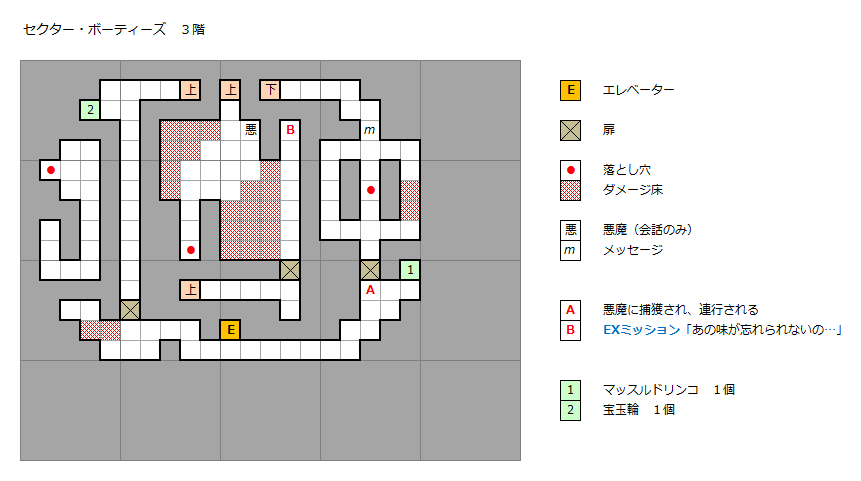 セクター・ボーティーズ　３階
上 上 下
2
E エレベーター
悪 B m
扉
落とし穴
ダメージ床
悪 悪魔（会話のみ）
m メッセージ
1
上 A
A 悪魔に捕獲され、連行される
E
B EXミッション「あの味が忘れられないの…」
1 マッスルドリンコ　１個
2 宝玉輪　１個